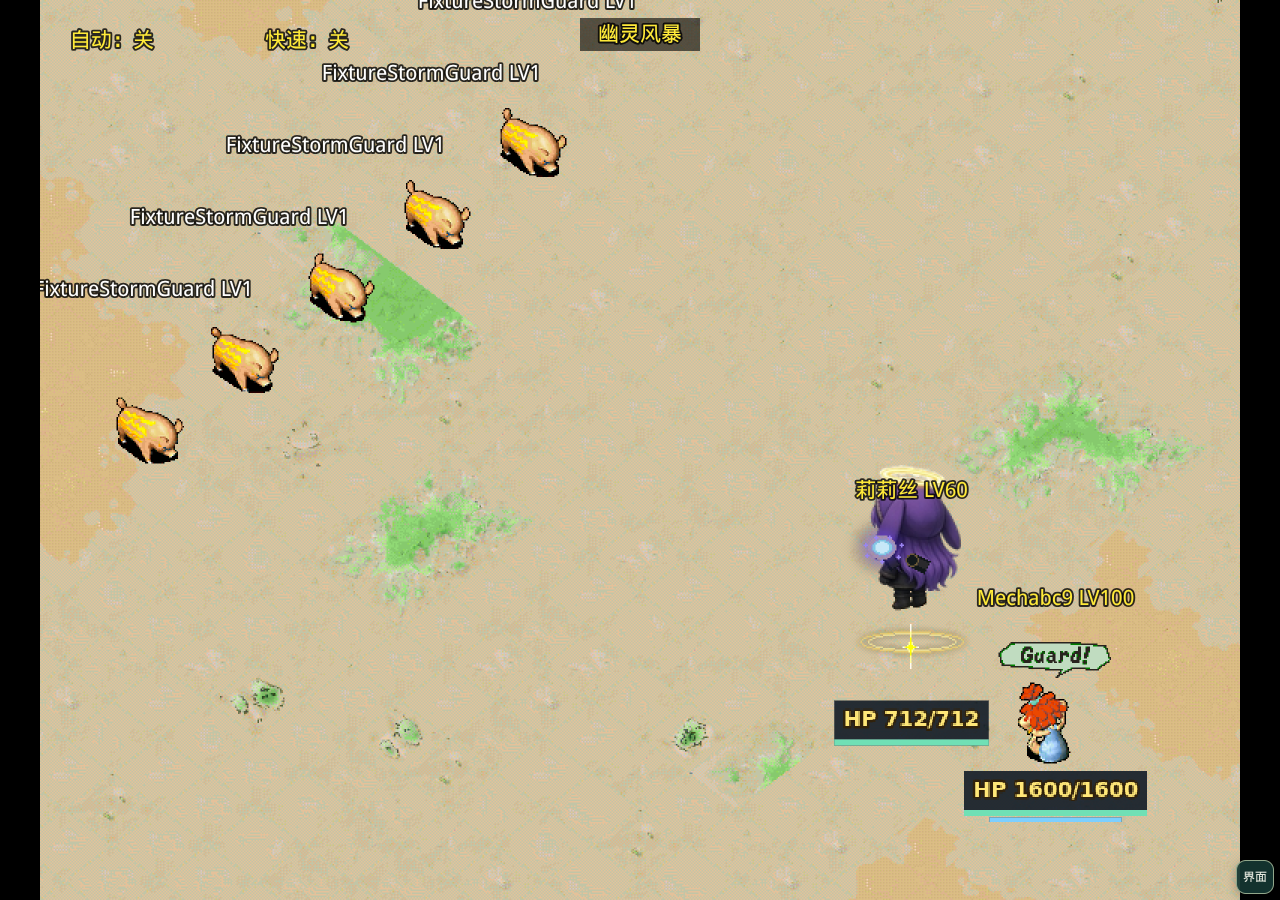 FixtureStormGuard LV1
自动：关
快速：关
幽灵风暴
FixtureStormGuard LV1
FixtureStormGuard LV1
FixtureStormGuard LV1
FixtureStormGuard LV1
莉莉丝 LV60
Mechabc9 LV100
Guard!
HP 712/712
HP 1600/1600
界面